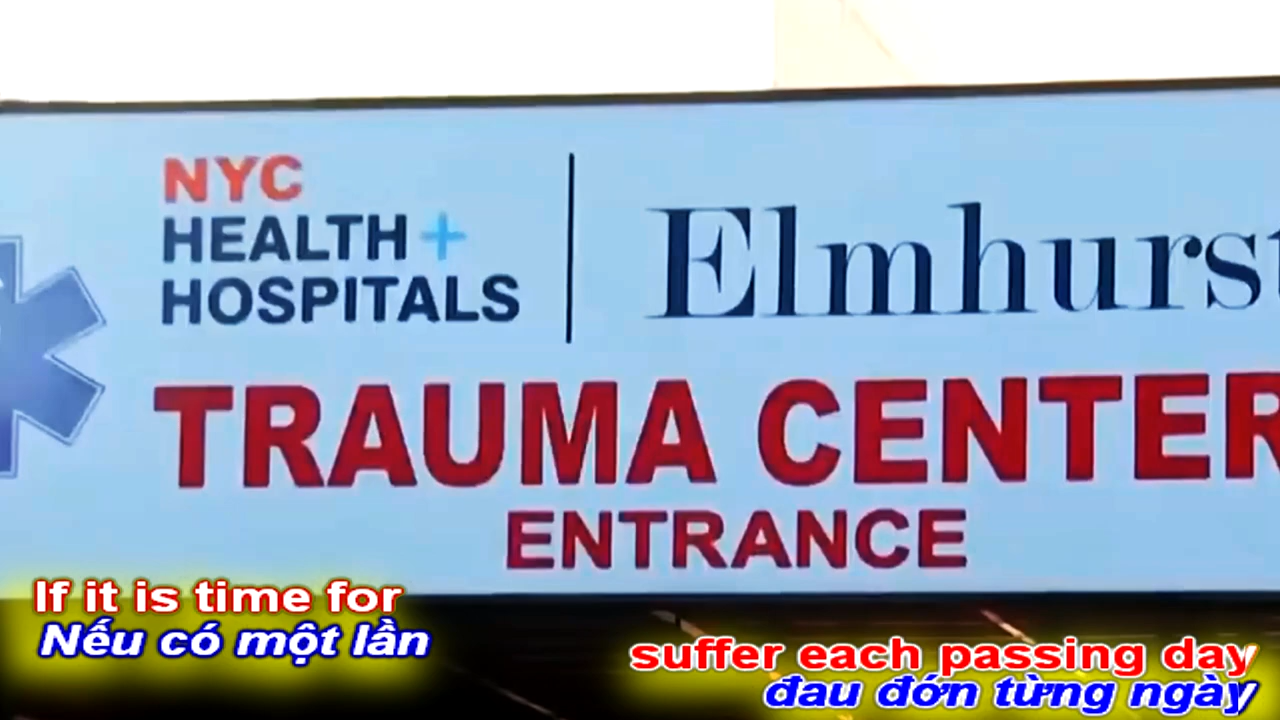 NYC
HEALTH +
HOSPITALS
Elmhurst
TRAUMA CENTER
ENTRANCE
If it is time for
Nếu có một lần
suffer each passing day
đau đớn từng ngày